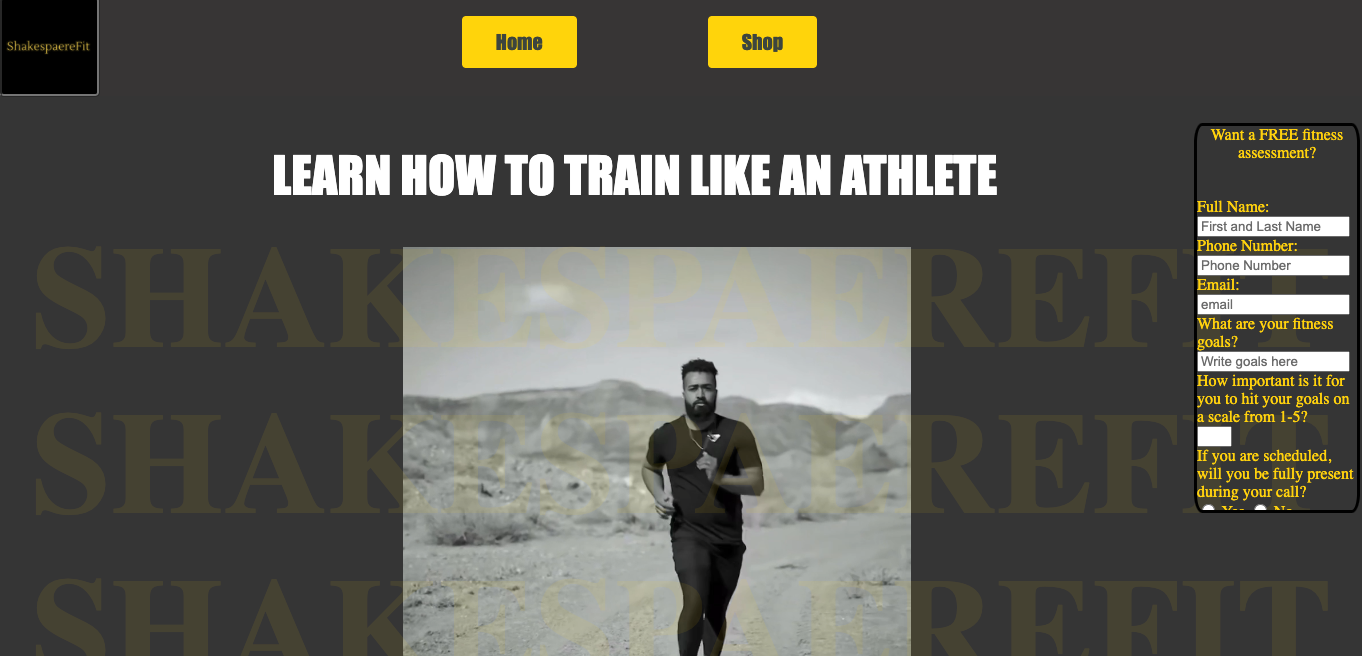 ShakespaereFit
Home
Shop
LEARN HOW TO TRAIN LIKE AN ATHLETE
SHAKESPAEREFIT
SHAKESPAEREFIT
SHAKESPAEREFIT
Want a FREE fitness
assessment?
Full Name:
First and Last Name
Phone Number:
Phone Number
Email:
email
What are your fitness
goals?
Write goals here
How important is it for
you to hit your goals on
a scale from 1-5?
If you are scheduled,
will you be fully present
during your call?
Yes No